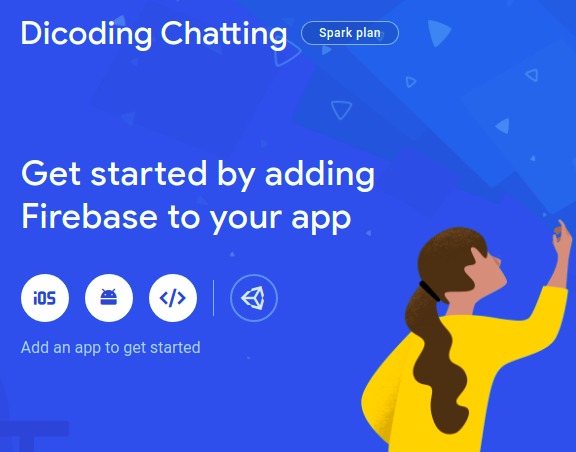 Dicoding Chatting Spark plan
Get started by adding
Firebase to your app
iOS </>
Add an app to get started